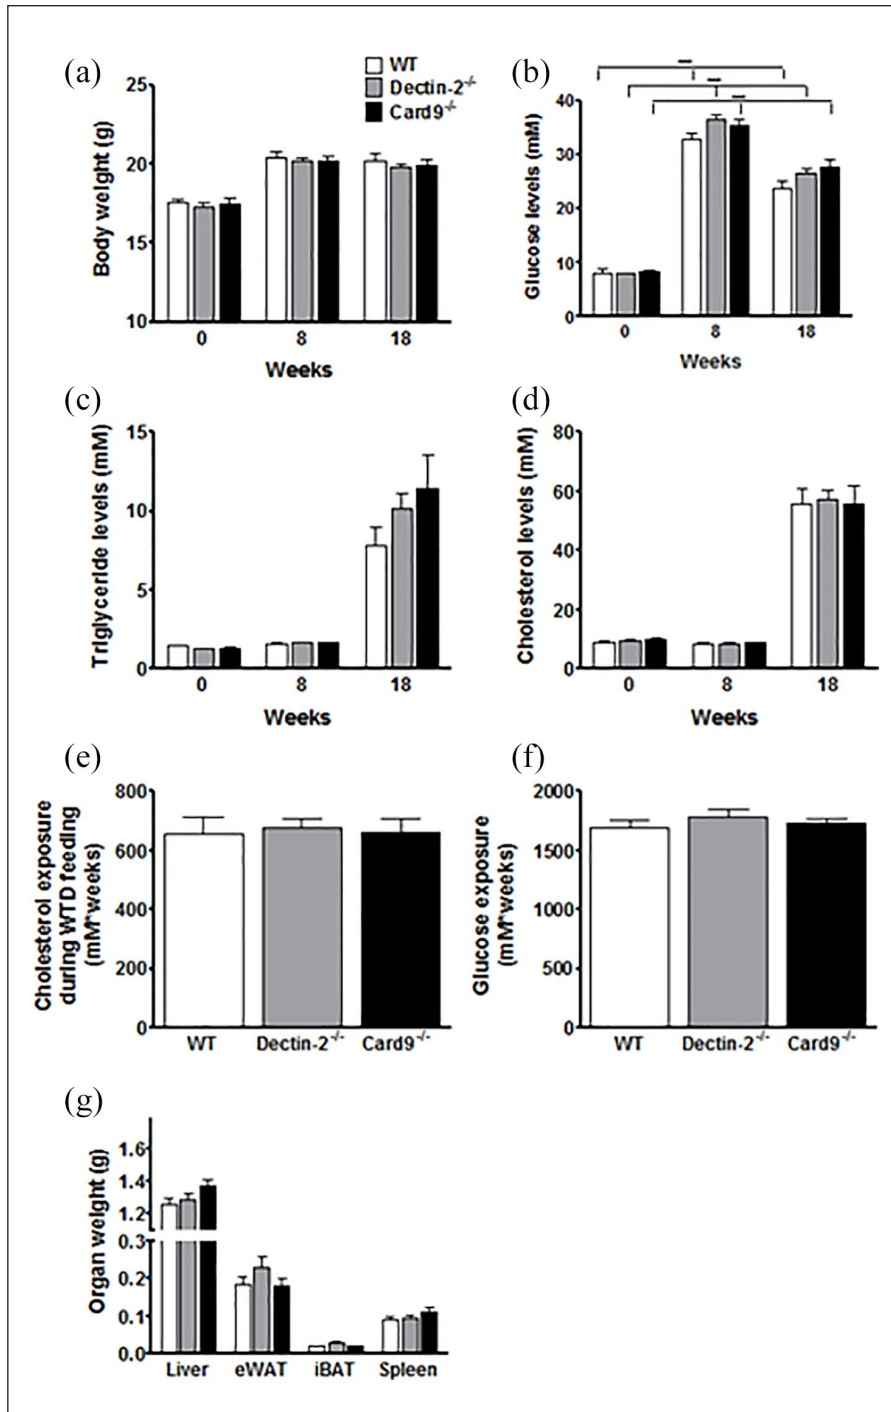 (a)
WT
Dectin-2-/-
Card9-/-
Body weight (g)
25
20
15
10
0 8 18
Weeks
(b)
Glucose levels (mM)
40
30
20
10
0
0 8 18
Weeks
(c)
Triglyceride levels (mM)
15
10
5
0
0 8 18
Weeks
(d)
Cholesterol levels (mM)
80
60
40
20
0
0 8 18
Weeks
(e)
Cholesterol exposure
during WTD feeding
(mM*weeks)
800
600
400
200
0
WT Dectin-2-/- Card9-/-
(f)
Glucose exposure
(mM*weeks)
2000
1500
1000
500
0
WT Dectin-2-/- Card9-/-
(g)
Organ weight (g)
1.6
1.4
1.2
0.3
0.2
0.1
0.0
Liver eWAT iBAT Spleen